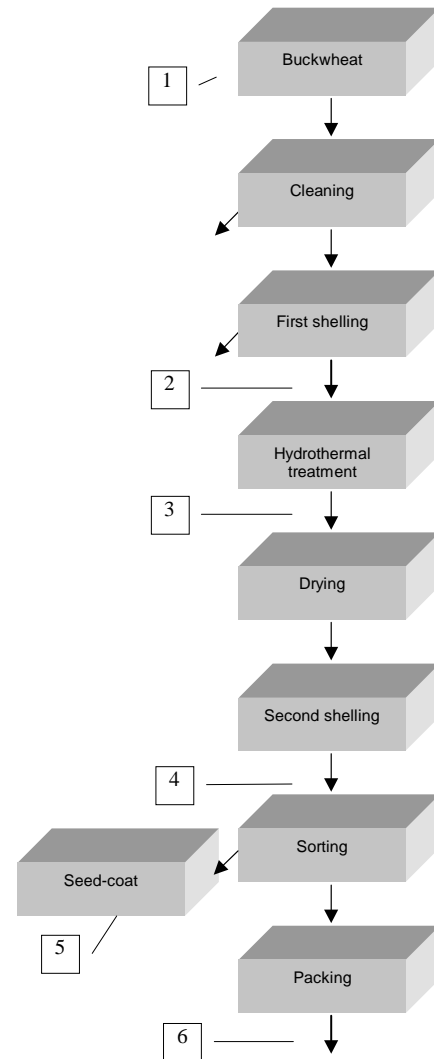 Buckwheat
1
Cleaning
First shelling
2
Hydrothermal
treatment
3
Drying
Second shelling
4
Sorting
Seed-coat
5
Packing
6